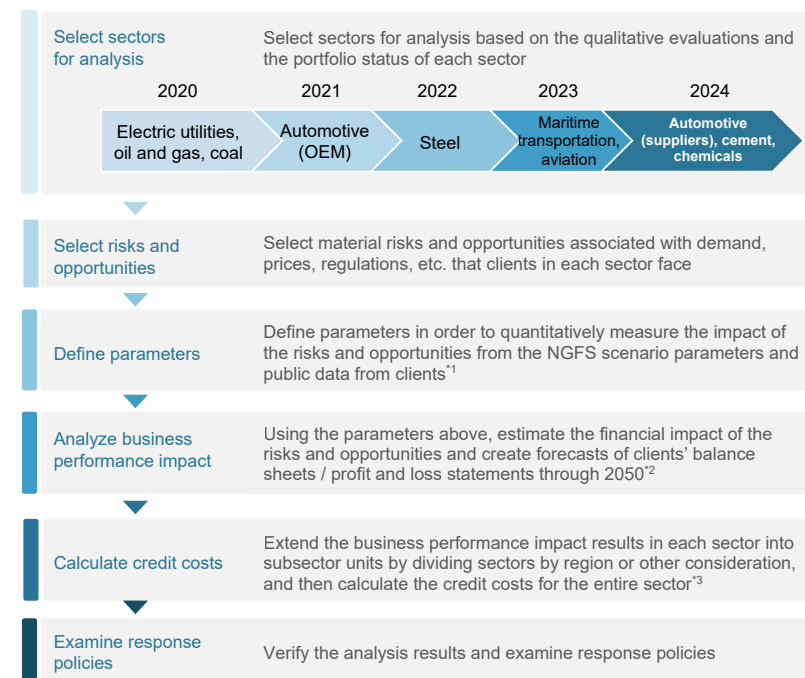 Select sectors
for analysis
Select sectors for analysis based on the qualitative evaluations and
the portfolio status of each sector
2020
2021
2022
2023
2024
Electric utilities,
oil and gas, coal
Automotive
(OEM)
Steel
Maritime
transportation,
aviation
Automotive
(suppliers), cement,
chemicals
Select risks and
opportunities
Select material risks and opportunities associated with demand,
prices, regulations, etc. that clients in each sector face
Define parameters
Define parameters in order to quantitatively measure the impact of
the risks and opportunities from the NGFS scenario parameters and
public data from clients*1
Analyze business
performance impact
Using the parameters above, estimate the financial impact of the
risks and opportunities and create forecasts of clients' balance
sheets / profit and loss statements through 2050*2
Calculate credit costs
Extend the business performance impact results in each sector into
subsector units by dividing sectors by region or other consideration,
and then calculate the credit costs for the entire sector*3
Examine response
policies
Verify the analysis results and examine response policies